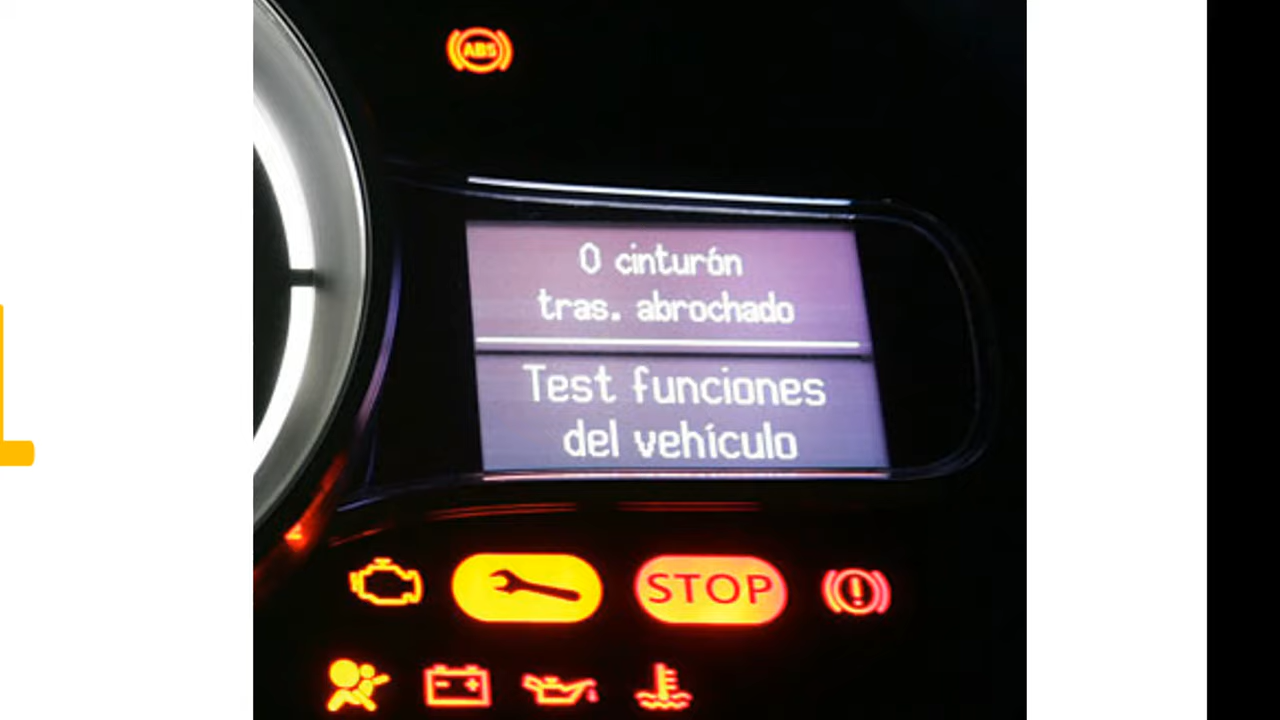 ABS
0 cinturón
tras. abrochado
Test funciones
del vehículo
STOP